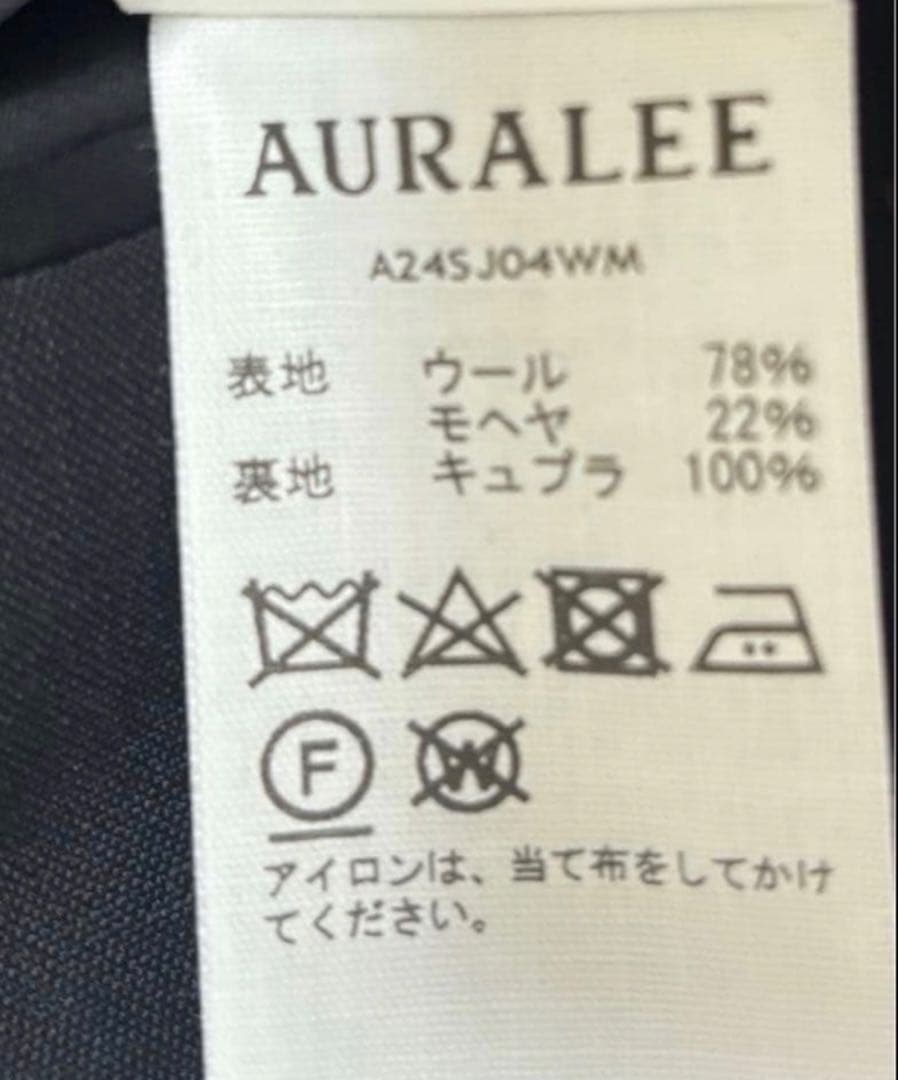 AURALEE
A24SJ04WM
表地 ウール 78%
モヘヤ 22%
裏地 キュプラ 100%
F W
アイロンは、当て布をしてかけ
てください。